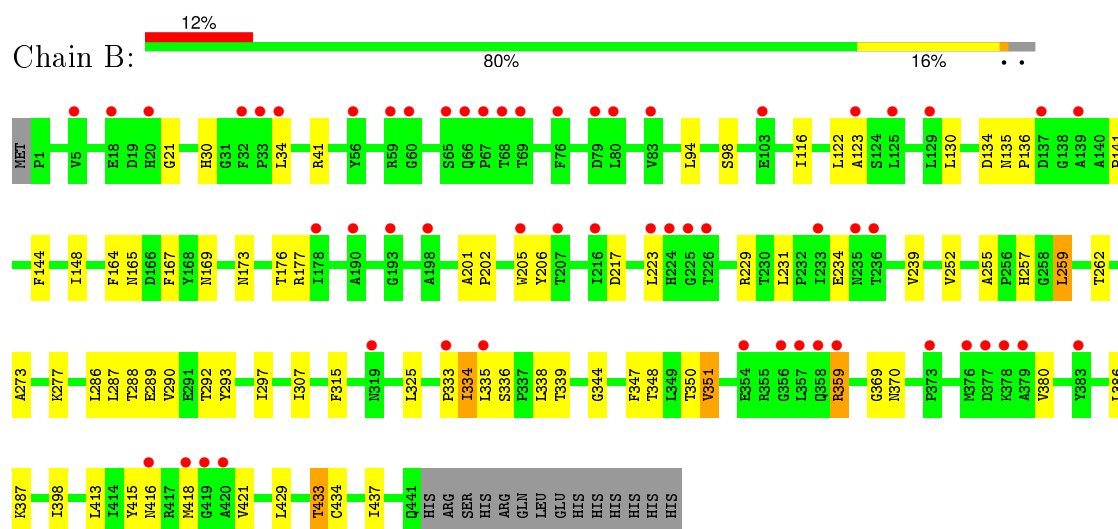 12%
Chain B:
80% 16% • •
MET P1 V5 E18 D19 H20 G21 H30 G31 F32 P33 L34 R41 Y56 R59 G60 S65 Q66 P67 T68 T69 F76 D79 L80 V83 L94 S98 E103 I116 L122 A123 S124 L125 L129 L130 D134 N135 P136 D137 G138 A139 A140
F144 I148 F164 N165 D166 F167 Y168 N169 N173 T176 R177 I178 A190 G193 A198 A201 P202 W205 Y206 T207 I216 D217 L223 H224 G225 T226 R229 T230 L231 P232 I233 E234 N235 T236 V239 V252 A255 P256 H257 G258 L259 T262
A273 K277 L286 L287 T288 E289 V290 E291 T292 Y293 I297 I307 F315 N319 L325 P333 I334 L335 S336 P337 L338 T339 G344 F347 T348 L349 T350 V351 E354 R355 G356 L357 Q358 R359 G369 N370 P373 M376 D377 K378 A379 V380 Y383 L386
K387 I398 L413 I414 Y415 N416 R417 M418 G419 A420 V421 L429 T433 C434 I437 Q441 HIS ARG SER HIS ARG GLN LEU GLU HIS HIS HIS HIS HIS HIS